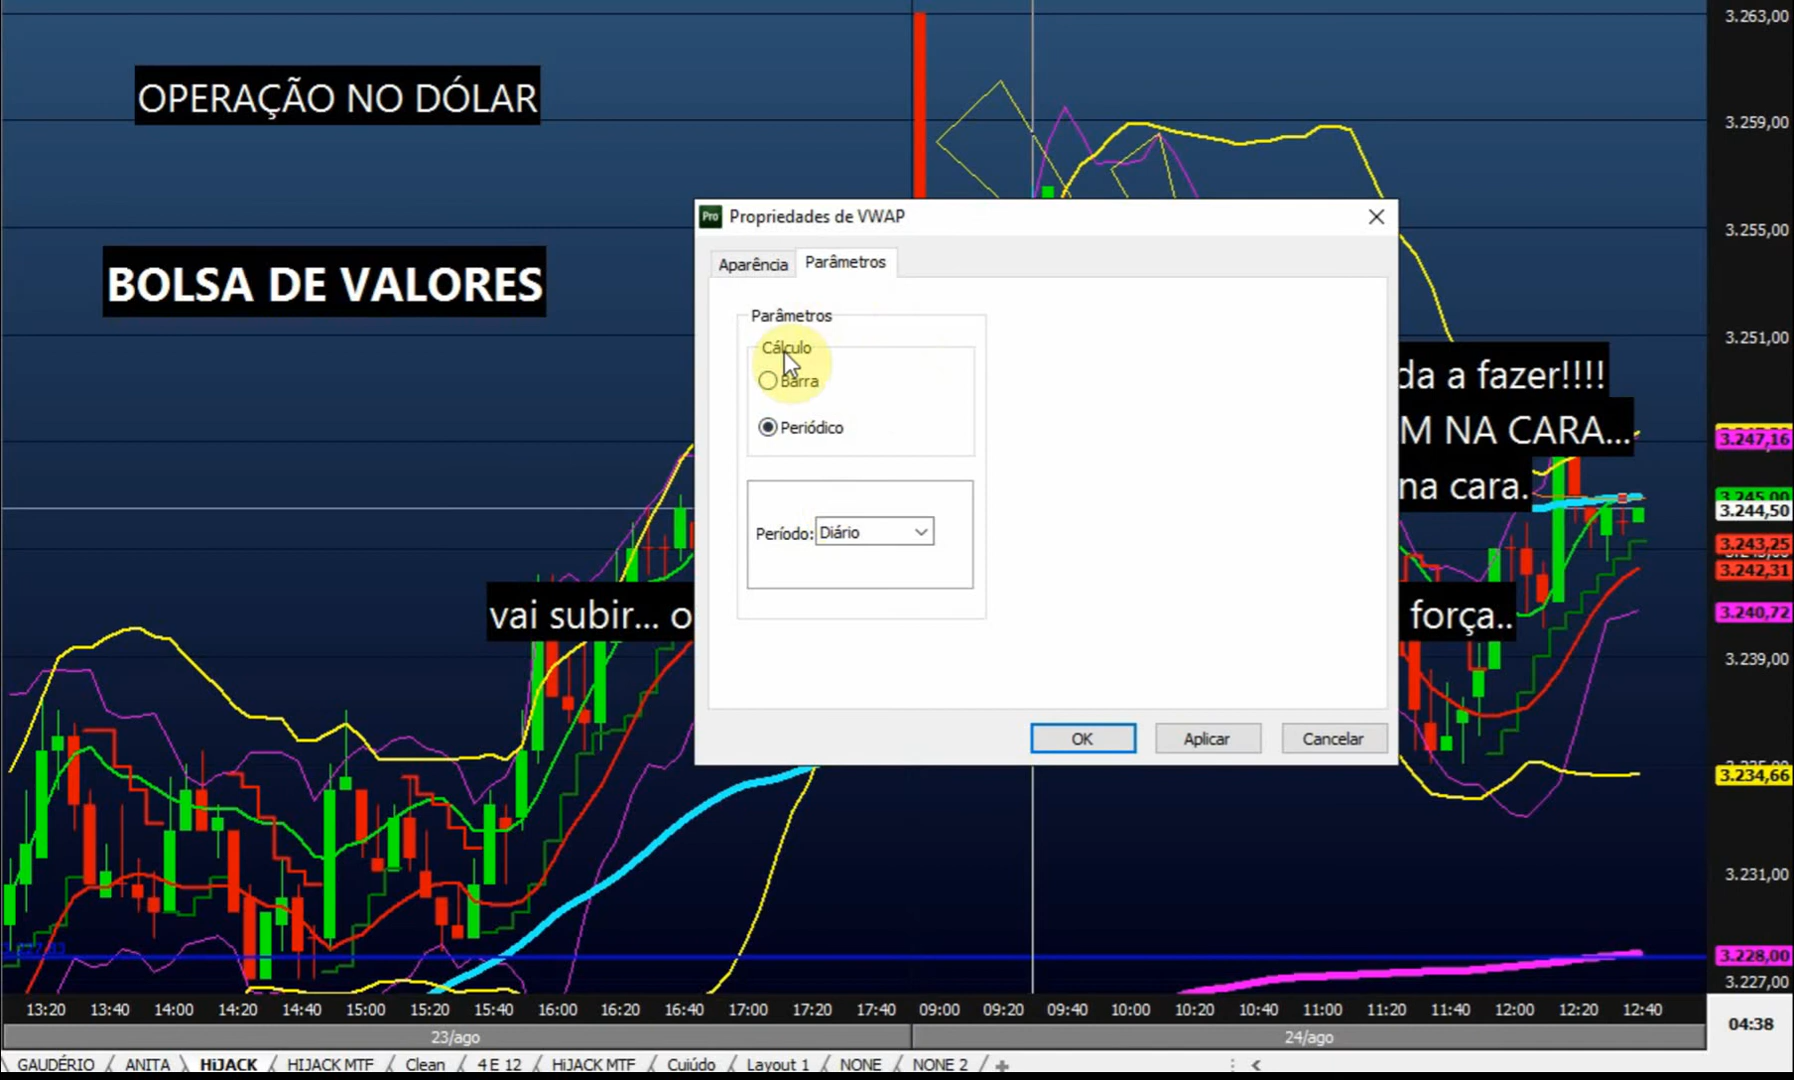 3.263,00
OPERAÇÃO NO DÓLAR
3.259,00
BOLSA DE VALORES
3.255,00
Pro Propriedades de VWAP
Aparência Parâmetros
Parâmetros
Cálculo
Barra
Periódico
Período: Diário
OK Aplicar Cancelar
3.251,00
da a fazer!!!!
M NA CARA...
3.247,16
na cara.
3.245,00
3.244,50
3.243,25
3.242,31
vai subir... o
força..
3.240,72
3.239,00
3.234,66
3.231,00
3.228,00
3.227,00
13:20 13:40 14:00 14:20 14:40 15:00 15:20 15:40 16:00 16:20 16:40 17:00 17:20 17:40 09:00 09:20 09:40 10:00 10:20 10:40 11:00 11:20 11:40 12:00 12:20 12:40
04:38
23/ago 24/ago
GAUDÉRIO ANITA HiJACK HIJACK MTF Clean 4 E 12 HiJACK MTF Cuiúdo Layout 1 NONE NONE 2